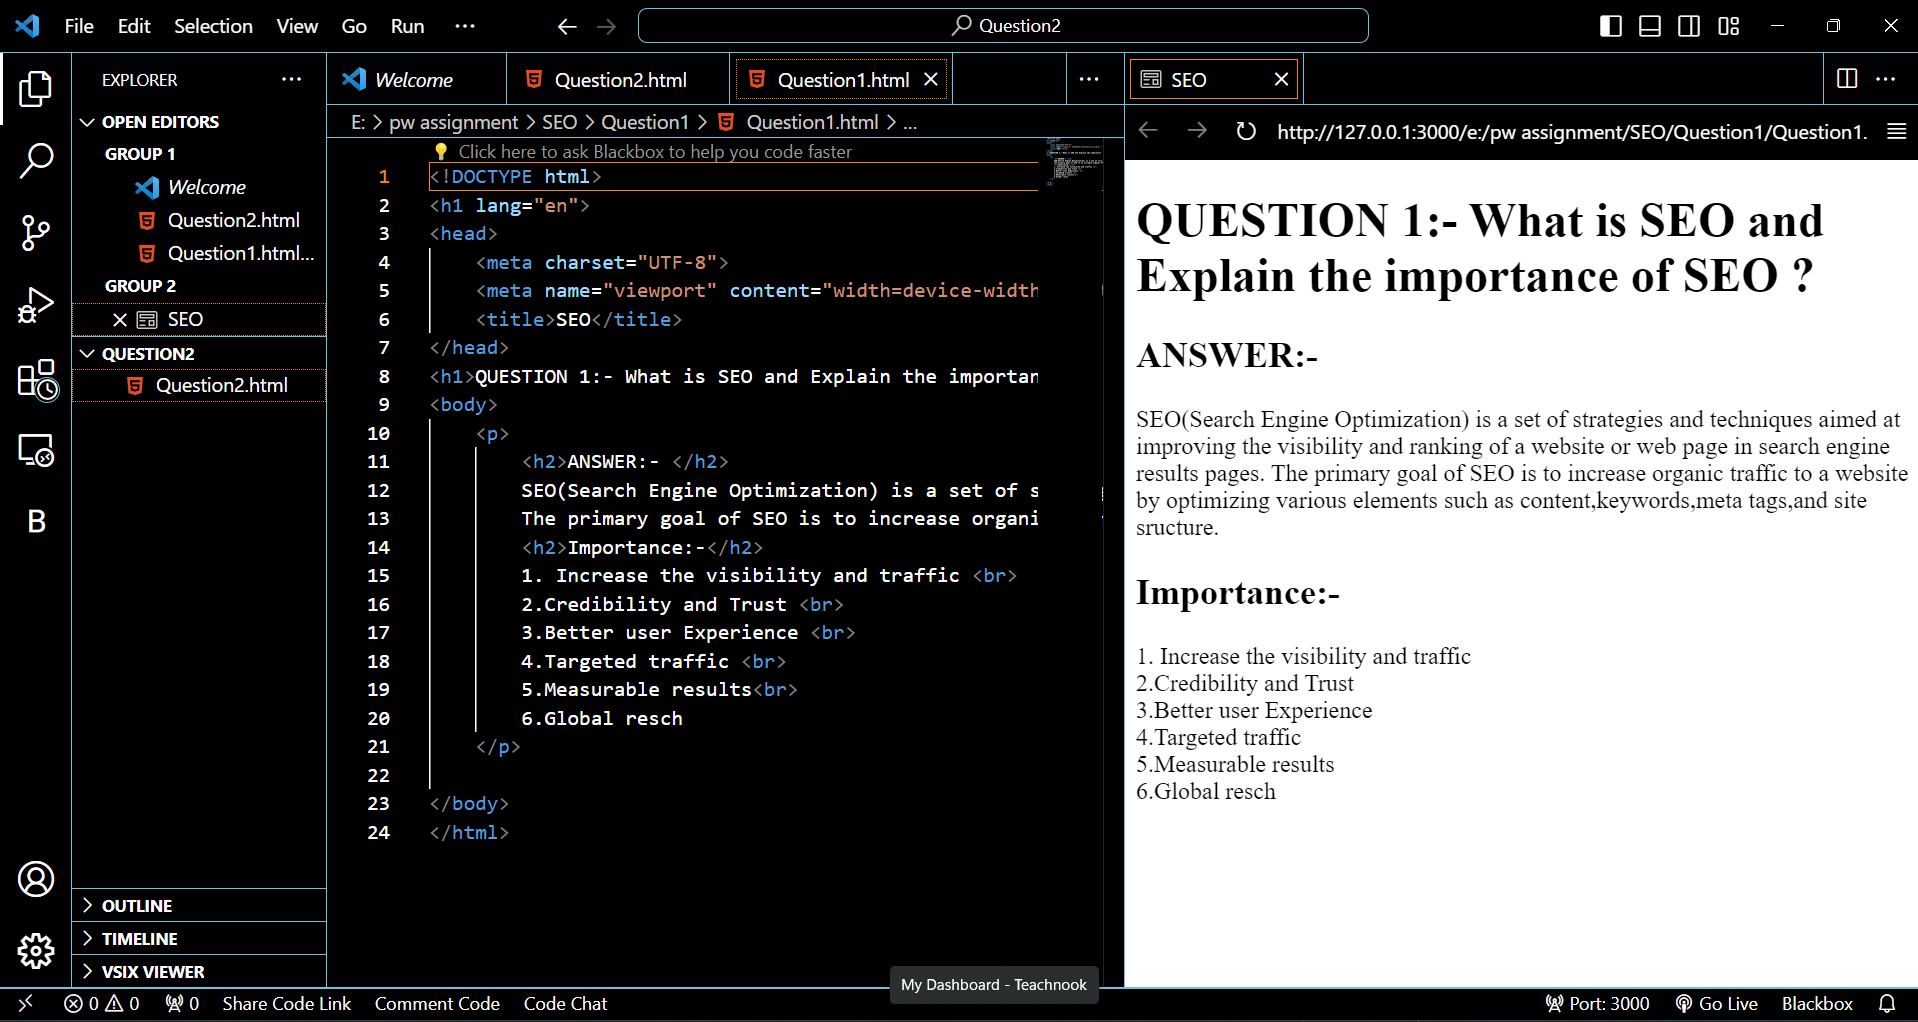 File Edit Selection View Go Run ···
Question2
EXPLORER ···
OPEN EDITORS
GROUP 1
Welcome
Question2.html
Question1.html...
GROUP 2
SEO
QUESTION2
Question2.html
OUTLINE
TIMELINE
VSIX VIEWER
Welcome Question2.html Question1.html ···
E: > pw assignment > SEO > Question1 > Question1.html > ...
Click here to ask Blackbox to help you code faster
1 <!DOCTYPE html>
2 <h1 lang="en">
3 <head>
4 <meta charset="UTF-8">
5 <meta name="viewport" content="width=device-width
6 <title>SEO</title>
7 </head>
8 <h1>QUESTION 1:- What is SEO and Explain the importan
9 <body>
10 <p>
11 <h2>ANSWER:- </h2>
12 SEO(Search Engine Optimization) is a set of s
13 The primary goal of SEO is to increase organi
14 <h2>Importance:-</h2>
15 1. Increase the visibility and traffic <br>
16 2.Credibility and Trust <br>
17 3.Better user Experience <br>
18 4.Targeted traffic <br>
19 5.Measurable results<br>
20 6.Global resch
21 </p>
22
23 </body>
24 </html>
SEO ···
http://127.0.0.1:3000/e:/pw assignment/SEO/Question1/Question1.
QUESTION 1:- What is SEO and
Explain the importance of SEO ?
ANSWER:-
SEO(Search Engine Optimization) is a set of strategies and techniques aimed at
improving the visibility and ranking of a website or web page in search engine
results pages. The primary goal of SEO is to increase organic traffic to a website
by optimizing various elements such as content,keywords,meta tags,and site
sructure.
Importance:-
1. Increase the visibility and traffic
2.Credibility and Trust
3.Better user Experience
4.Targeted traffic
5.Measurable results
6.Global resch
My Dashboard - Teachnook
0 0 0 Share Code Link Comment Code Code Chat Port: 3000 Go Live Blackbox